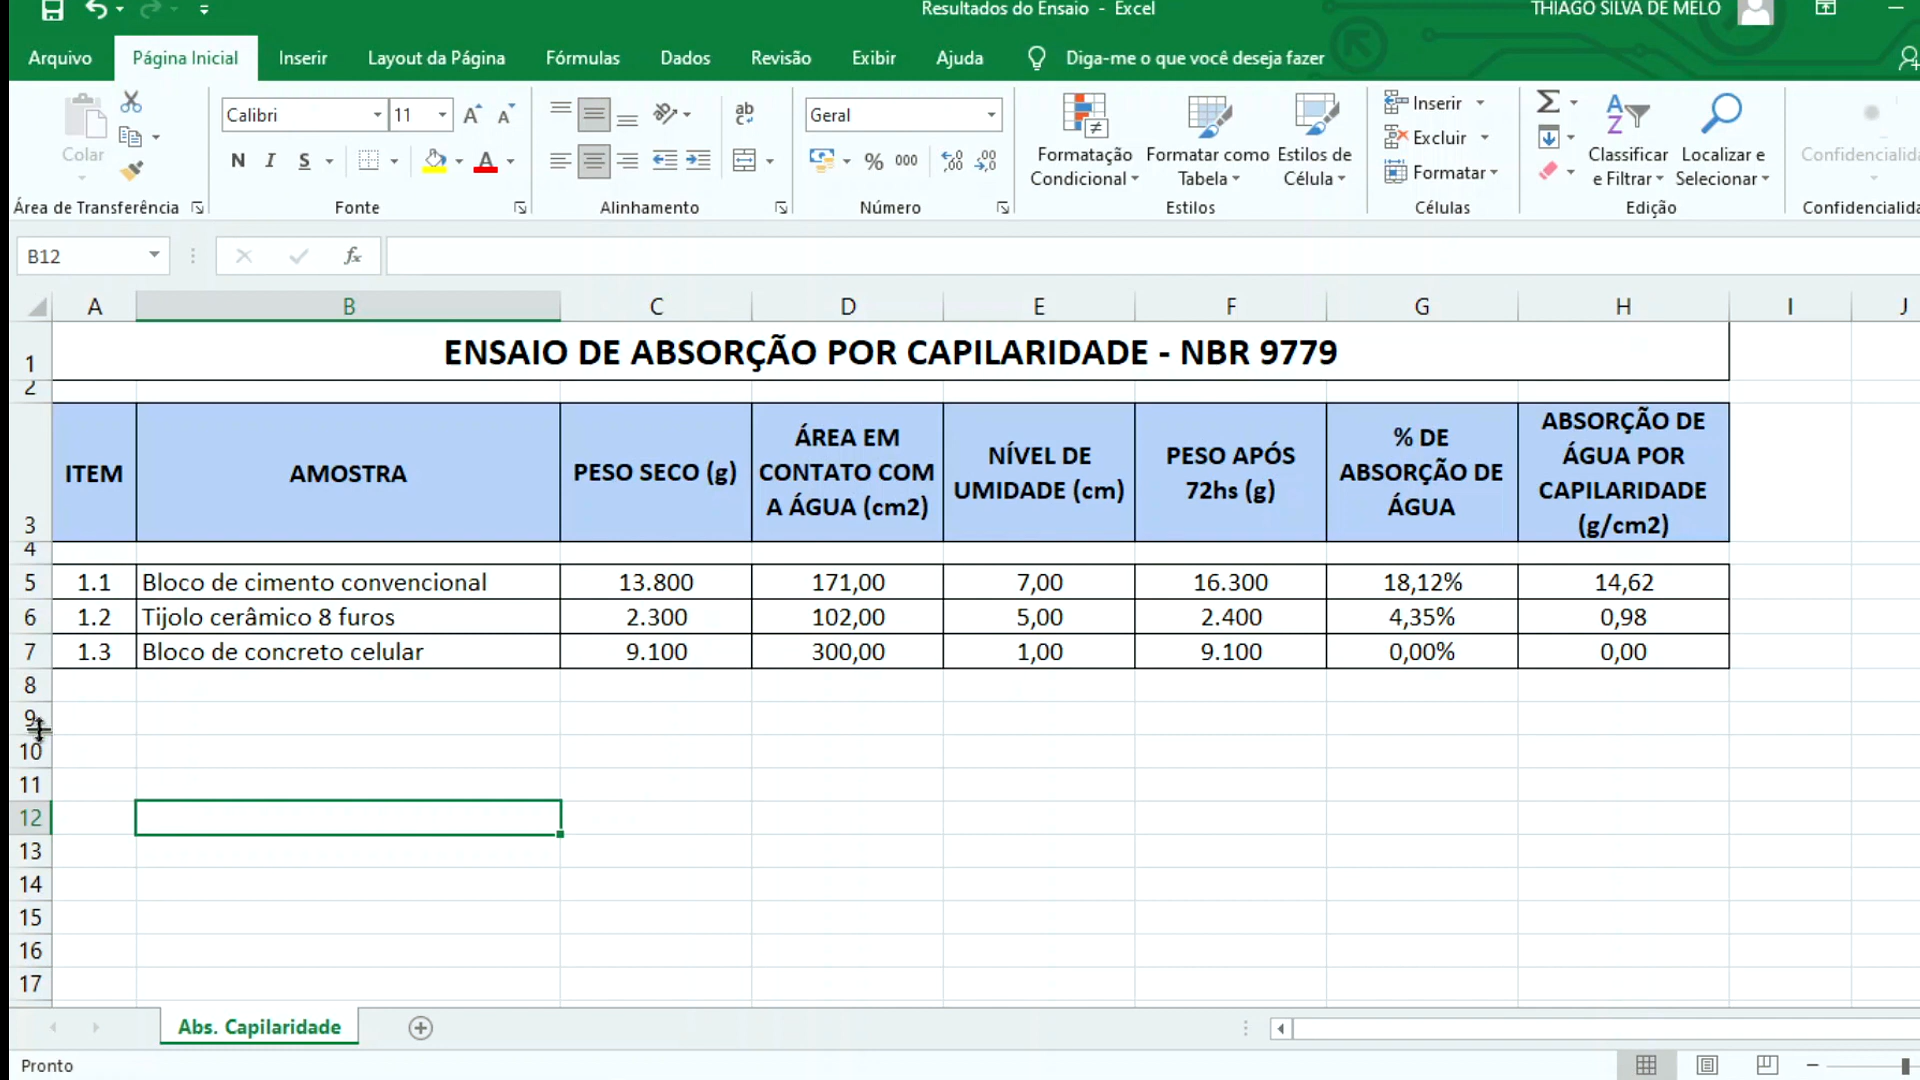 Resultados do Ensaio - Excel
THIAGO SILVA DE MELO
Arquivo Página Inicial Inserir Layout da Página Fórmulas Dados Revisão Exibir Ajuda Diga-me o que você deseja fazer
Colar
Área de Transferência
Calibri 11
N I S
Fonte
ab
Alinhamento
Geral
% 000
Número
Formatação Condicional
Formatar como Tabela
Estilos de Célula
Estilos
Inserir
Excluir
Formatar
Células
Classificar e Filtrar
Localizar e Selecionar
Edição
Confidencialida
Confidencialida
B12 fx
A B C D E F G H I J
1 ENSAIO DE ABSORÇÃO POR CAPILARIDADE - NBR 9779
2
3 ITEM AMOSTRA PESO SECO (g) ÁREA EM CONTATO COM A ÁGUA (cm2) NÍVEL DE UMIDADE (cm) PESO APÓS 72hs (g) % DE ABSORÇÃO DE ÁGUA ABSORÇÃO DE ÁGUA POR CAPILARIDADE (g/cm2)
4
5 1.1 Bloco de cimento convencional 13.800 171,00 7,00 16.300 18,12% 14,62
6 1.2 Tijolo cerâmico 8 furos 2.300 102,00 5,00 2.400 4,35% 0,98
7 1.3 Bloco de concreto celular 9.100 300,00 1,00 9.100 0,00% 0,00
8
9
10
11
12
13
14
15
16
17
Abs. Capilaridade
Pronto